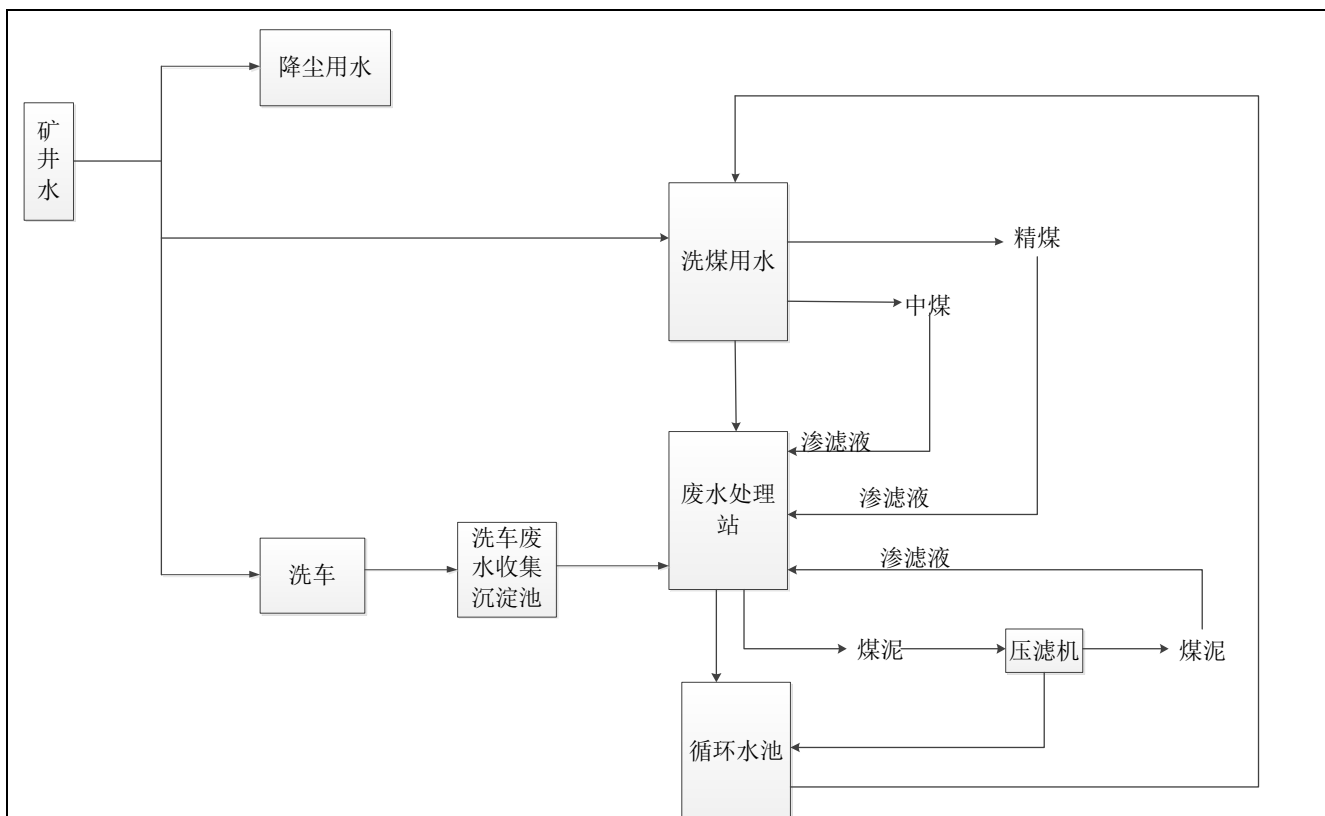 降尘用水
矿
井
水
洗煤用水
精煤
中煤
渗滤液
废水处理
站
渗滤液
渗滤液
洗车
洗车废
水收集
沉淀池
煤泥
压滤机
煤泥
循环水池